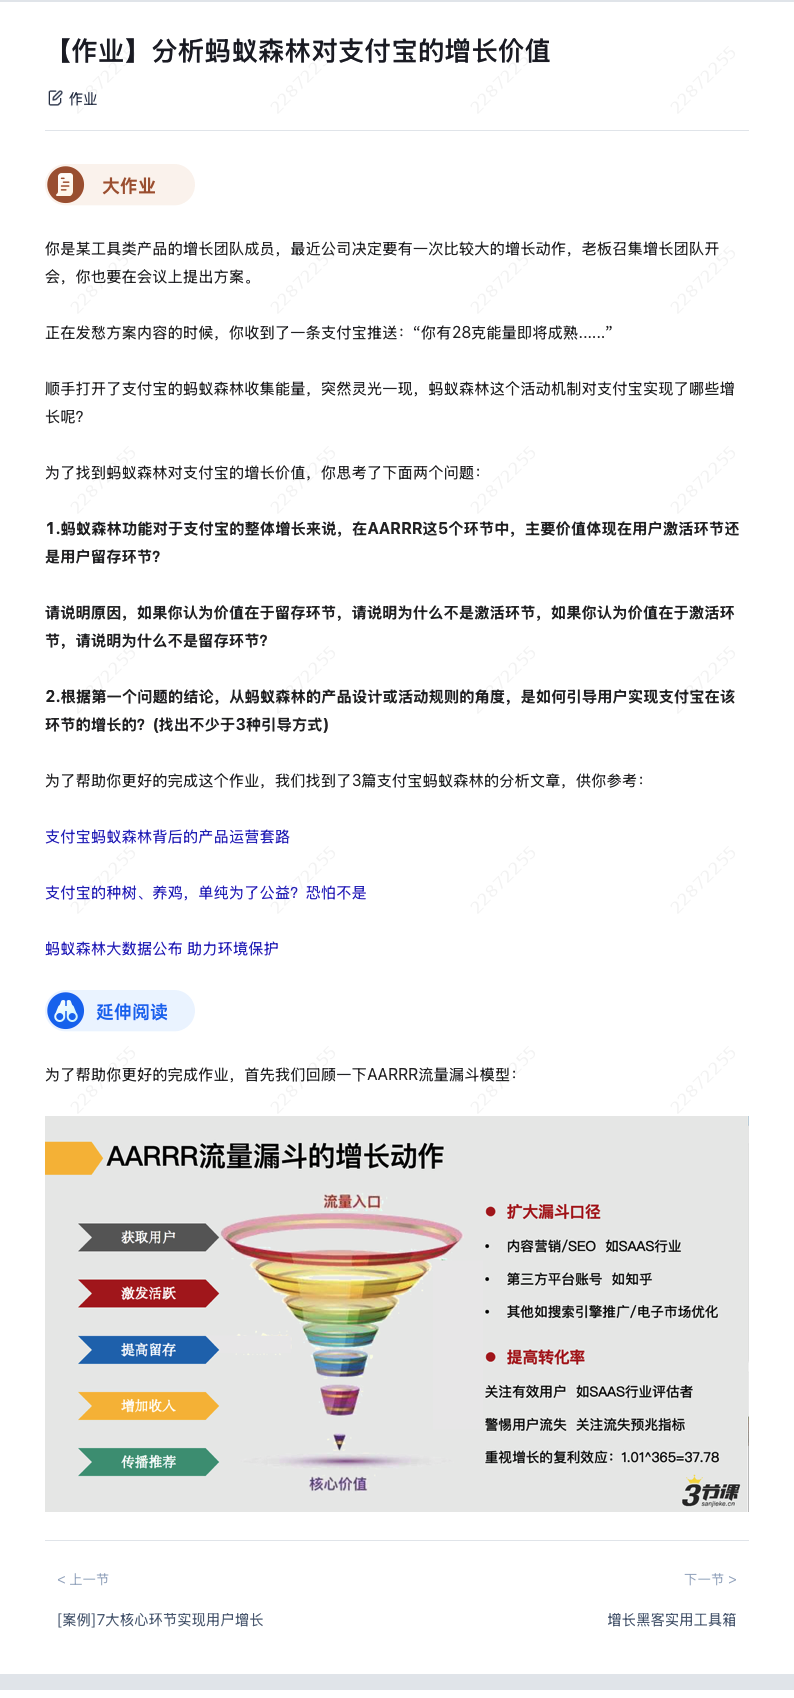 【作业】分析蚂蚁森林对支付宝的增长价值
作业
大作业
你是某工具类产品的增长团队成员，最近公司决定要有一次比较大的增长动作，老板召集增长团队开
会，你也要在会议上提出方案。
正在发愁方案内容的时候，你收到了一条支付宝推送：“你有28克能量即将成熟......”
顺手打开了支付宝的蚂蚁森林收集能量，突然灵光一现，蚂蚁森林这个活动机制对支付宝实现了哪些增
长呢？
为了找到蚂蚁森林对支付宝的增长价值，你思考了下面两个问题：
1.蚂蚁森林功能对于支付宝的整体增长来说，在AARRR这5个环节中，主要价值体现在用户激活环节还
是用户留存环节？
请说明原因，如果你认为价值在于留存环节，请说明为什么不是激活环节，如果你认为价值在于激活环
节，请说明为什么不是留存环节？
2.根据第一个问题的结论，从蚂蚁森林的产品设计或活动规则的角度，是如何引导用户实现支付宝在该
环节的增长的？(找出不少于3种引导方式)
为了帮助你更好的完成这个作业，我们找到了3篇支付宝蚂蚁森林的分析文章，供你参考：
支付宝蚂蚁森林背后的产品运营套路
支付宝的种树、养鸡，单纯为了公益？恐怕不是
蚂蚁森林大数据公布 助力环境保护
延伸阅读
为了帮助你更好的完成作业，首先我们回顾一下AARRR流量漏斗模型：
AARRR流量漏斗的增长动作
流量入口
获取用户
激发活跃
提高留存
增加收入
传播推荐
核心价值
● 扩大漏斗口径
• 内容营销/SEO 如SAAS行业
• 第三方平台账号 如知乎
• 其他如搜索引擎推广/电子市场优化
● 提高转化率
关注有效用户 如SAAS行业评估者
警惕用户流失 关注流失预兆指标
重视增长的复利效应：1.01^365=37.78
3节课
sanjieke.cn
< 上一节
下一节 >
[案例]7大核心环节实现用户增长
增长黑客实用工具箱
22872255